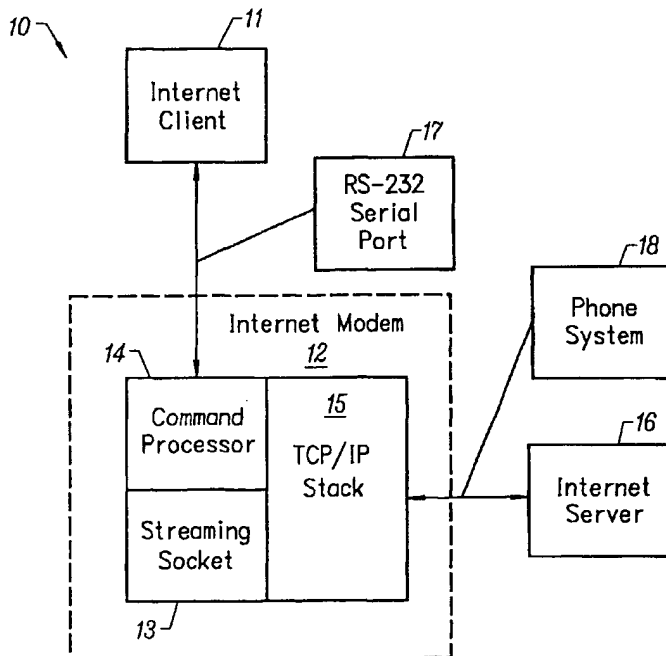 10
11
Internet
Client
17
RS-232
Serial
Port
18
Phone
System
Internet Modem
12
14
Command
Processor
15
TCP/IP
Stack
16
Internet
Server
Streaming
Socket
13